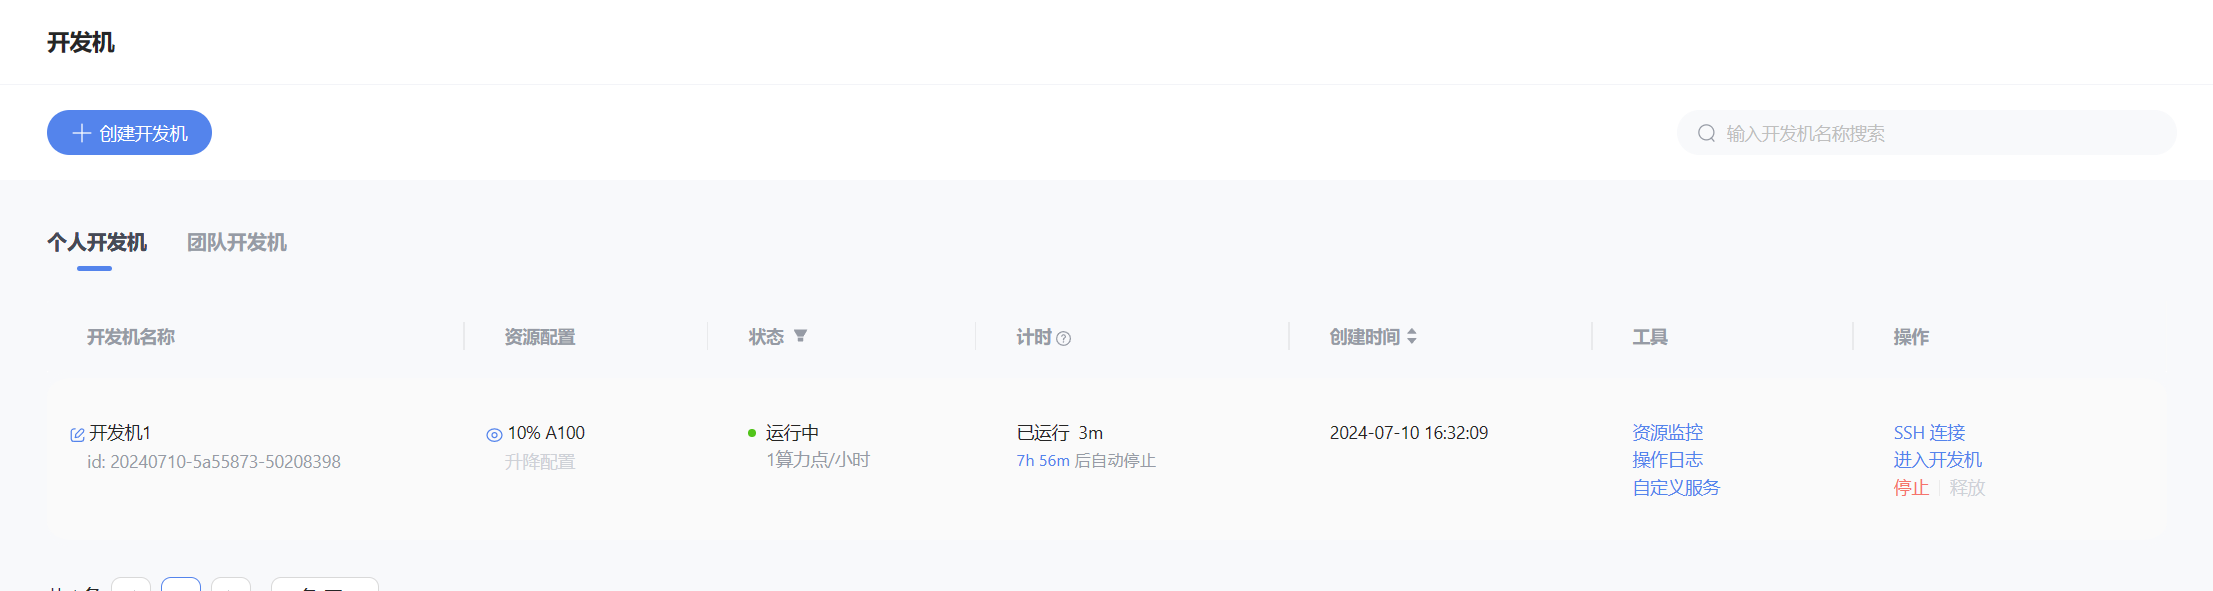 开发机
创建开发机
输入开发机名称搜索
个人开发机 团队开发机
开发机名称 资源配置 状态 计时 创建时间 工具 操作
开发机1 10% A100 运行中 已运行 3m 2024-07-10 16:32:09 资源监控 SSH 连接
id: 20240710-5a55873-50208398 升降配置 1算力点/小时 7h 56m 后自动停止 操作日志 进入开发机
自定义服务 停止 释放